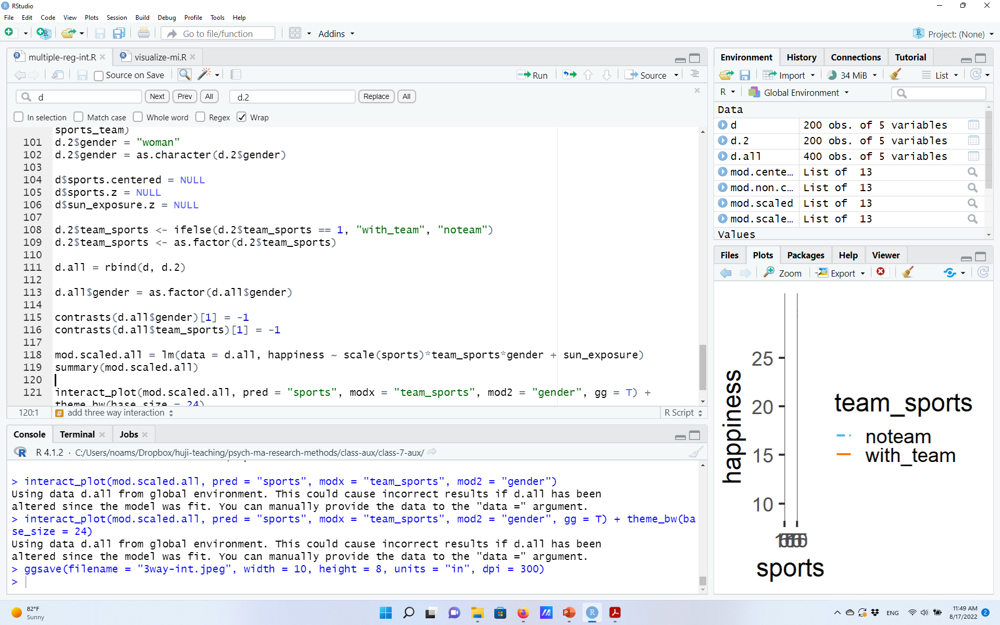 RStudio
File Edit Code View Plots Session Build Debug Profile Tools Help
Go to file/function Addins Project: (None)
multiple-reg-int.R visualize-mi.R
Source on Save Run Source
d Next Prev All d.2 Replace All
In selection Match case Whole word Regex Wrap
sports_team)
101 d.2$gender = "woman"
102 d.2$gender = as.character(d.2$gender)
103
104 d$sports.centered = NULL
105 d$sports.z = NULL
106 d$sun_exposure.z = NULL
107
108 d.2$team_sports <- ifelse(d.2$team_sports == 1, "with_team", "noteam")
109 d.2$team_sports <- as.factor(d.2$team_sports)
110
111 d.all = rbind(d, d.2)
112
113 d.all$gender = as.factor(d.all$gender)
114
115 contrasts(d.all$gender)[1] = -1
116 contrasts(d.all$team_sports)[1] = -1
117
118 mod.scaled.all = lm(data = d.all, happiness ~ scale(sports)*team_sports*gender + sun_exposure)
119 summary(mod.scaled.all)
120
121 interact_plot(mod.scaled.all, pred = "sports", modx = "team_sports", mod2 = "gender", gg = T) +
theme_bw(base_size = 24)
120:1 # add three way interaction R Script
Console Terminal Jobs
R 4.1.2 · C:/Users/noams/Dropbox/huji-teaching/psych-ma-research-methods/class-aux/class-7-aux/
> interact_plot(mod.scaled.all, pred = "sports", modx = "team_sports", mod2 = "gender")
Using data d.all from global environment. This could cause incorrect results if d.all has been
altered since the model was fit. You can manually provide the data to the "data =" argument.
> interact_plot(mod.scaled.all, pred = "sports", modx = "team_sports", mod2 = "gender", gg = T) + theme_bw(ba
se_size = 24)
Using data d.all from global environment. This could cause incorrect results if d.all has been
altered since the model was fit. You can manually provide the data to the "data =" argument.
> ggsave(filename = "3way-int.jpeg", width = 10, height = 8, units = "in", dpi = 300)
>
Environment History Connections Tutorial
Import 34 MiB List
R Global Environment
Data
d 200 obs. of 5 variables
d.2 200 obs. of 5 variables
d.all 400 obs. of 5 variables
mod.cente… List of 13
mod.non.c… List of 13
mod.scaled List of 13
mod.scale… List of 13
Values
Files Plots Packages Help Viewer
Zoom Export
happiness
25
20
15
10
sports
team_sports
noteam
with_team
82°F
Sunny
ENG
11:49 AM
8/17/2022
2